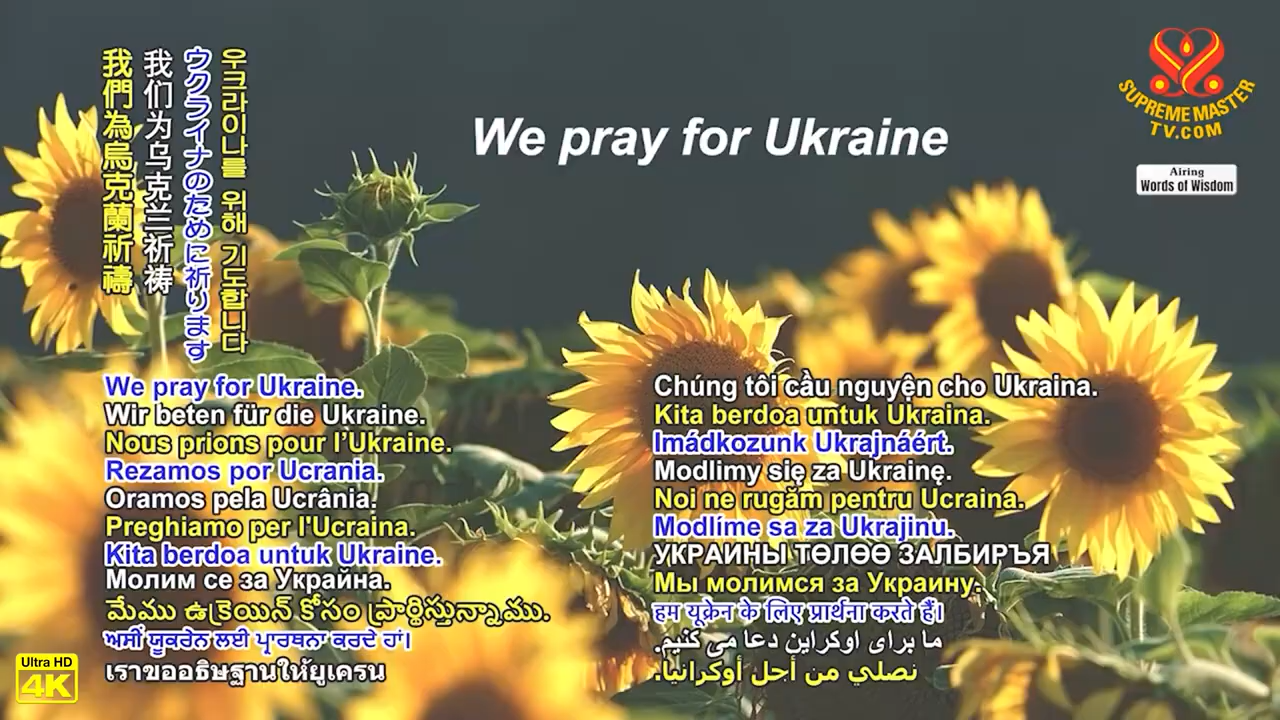 我們為烏克蘭祈禱
我们为乌克兰祈祷
ウクライナのために祈ります
우크라이나를 위해 기도합니다
We pray for Ukraine
SUPREME MASTER
TV.COM
Airing
Words of Wisdom
We pray for Ukraine.
Wir beten für die Ukraine.
Nous prions pour l’Ukraine.
Rezamos por Ucrania.
Oramos pela Ucrânia.
Preghiamo per l'Ucraina.
Kita berdoa untuk Ukraine.
Молим се за Украйна.
మేము ఉక్రెయిన్ కోసం ప్రార్థిస్తున్నాము.
ਅਸੀਂ ਯੂਕਰੇਨ ਲਈ ਪ੍ਰਾਰਥਨਾ ਕਰਦੇ ਹਾਂ।
เราขออธิษฐานให้ยูเครน
Chúng tôi cầu nguyện cho Ukraina.
Kita berdoa untuk Ukraina.
Imádkozunk Ukrajnáért.
Modlimy się za Ukrainę.
Noi ne rugăm pentru Ucraina.
Modlíme sa za Ukrajinu.
УКРАИНЫ ТӨЛӨӨ ЗАЛБИРЪЯ
Мы молимся за Украину.
हम यूक्रेन के लिए प्रार्थना करते हैं।
ما برای اوکراین دعا می کنیم.
نصلي من أجل أوكرانيا.
Ultra HD
4K